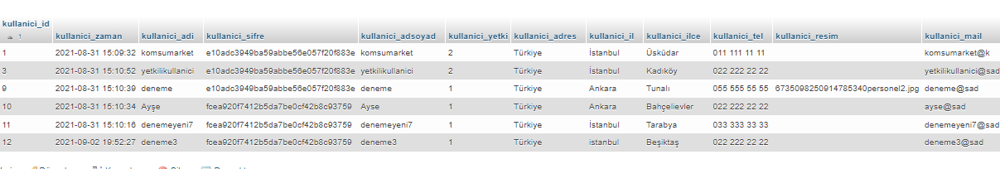 kullanici_id
1 kullanici_zaman kullanici_adi kullanici_sifre kullanici_adsoyad kullanici_yetki kullanici_adres kullanici_il kullanici_ilce kullanici_tel kullanici_resim kullanici_mail
1 2021-08-31 15:09:32 komsumarket e10adc3949ba59abbe56e057f20f883e komsumarket 2 Türkiye İstanbul Üsküdar 011 111 11 11 komsumarket@k
3 2021-08-31 15:10:52 yetkilikullanici e10adc3949ba59abbe56e057f20f883e yetkilikullanici 2 Türkiye İstanbul Kadıköy 022 222 22 22 yetkilikullanici@sad
9 2021-08-31 15:10:39 deneme e10adc3949ba59abbe56e057f20f883e deneme 1 Türkiye Ankara Tunalı 055 555 55 55 6735098250914785340personel2.jpg deneme@sad
10 2021-08-31 15:10:34 Ayşe fcea920f7412b5da7be0cf42b8c93759 Ayse 1 Türkiye Ankara Bahçelievler 022 222 22 22 ayse@sad
11 2021-08-31 15:10:16 denemeyeni7 fcea920f7412b5da7be0cf42b8c93759 denemeyeni7 1 Türkiye İstanbul Tarabya 033 333 33 33 denemeyeni7@sad
12 2021-09-02 19:52:27 deneme3 fcea920f7412b5da7be0cf42b8c93759 deneme3 1 Türkiye istanbul Beşiktaş 022 222 22 22 deneme3@sad